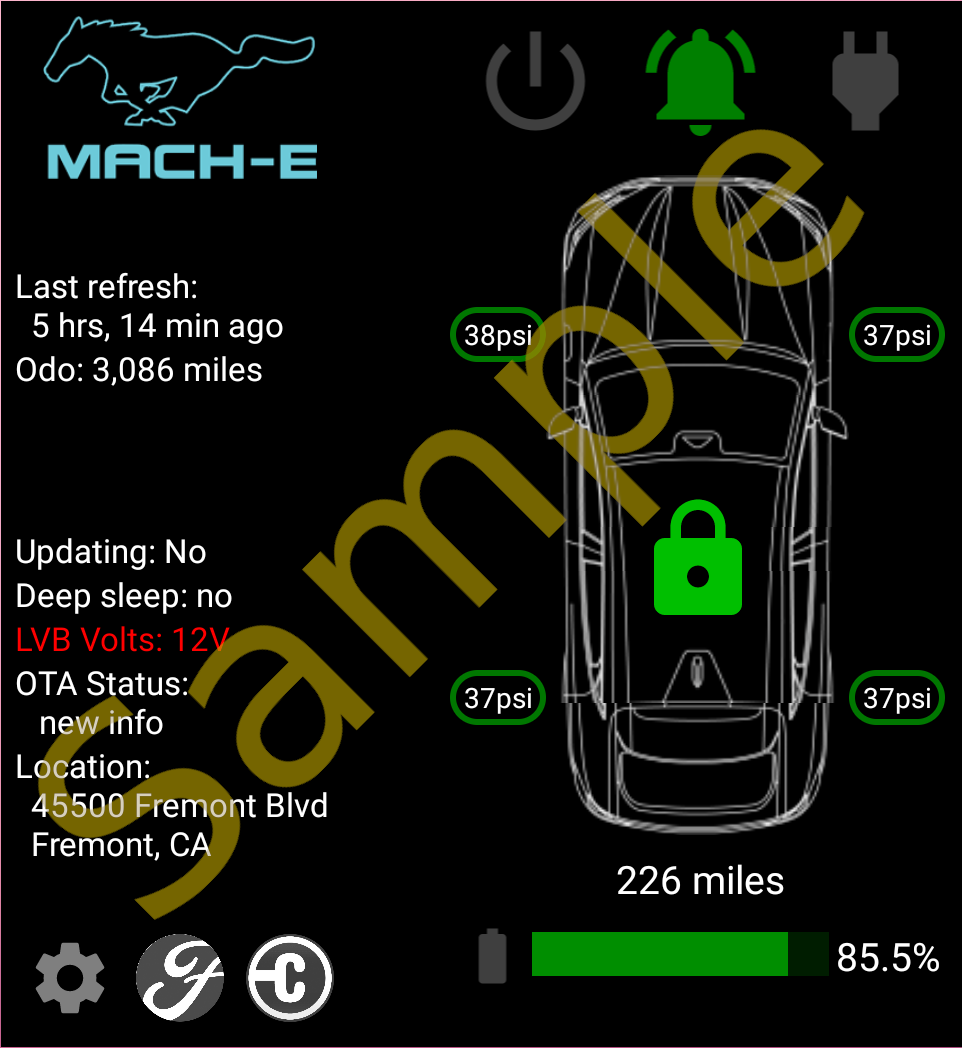 MACH-E
Last refresh:
5 hrs, 14 min ago
Odo: 3,086 miles
38psi
37psi
Updating: No
Deep sleep: no
LVB Volts: 12V
OTA Status:
new info
Location:
45500 Fremont Blvd
Fremont, CA
37psi
37psi
226 miles
85.5%
sample